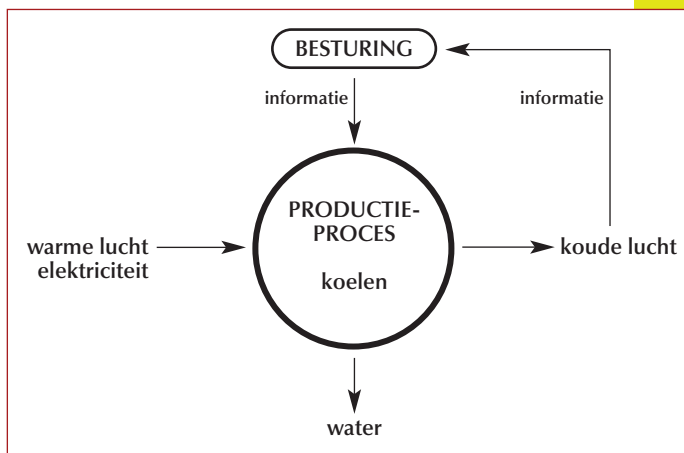 BESTURING
informatie
informatie
PRODUCTIE-
PROCES
koelen
warme lucht
elektriciteit
koude lucht
water